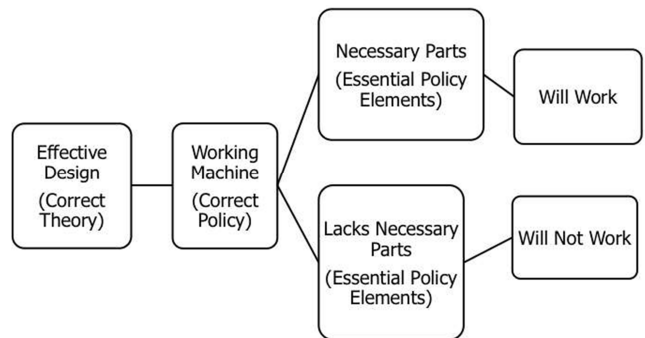 Effective
Design
(Correct
Theory)
Working
Machine
(Correct
Policy)
Necessary Parts
(Essential Policy
Elements)
Will Work
Lacks Necessary
Parts
(Essential Policy
Elements)
Will Not Work